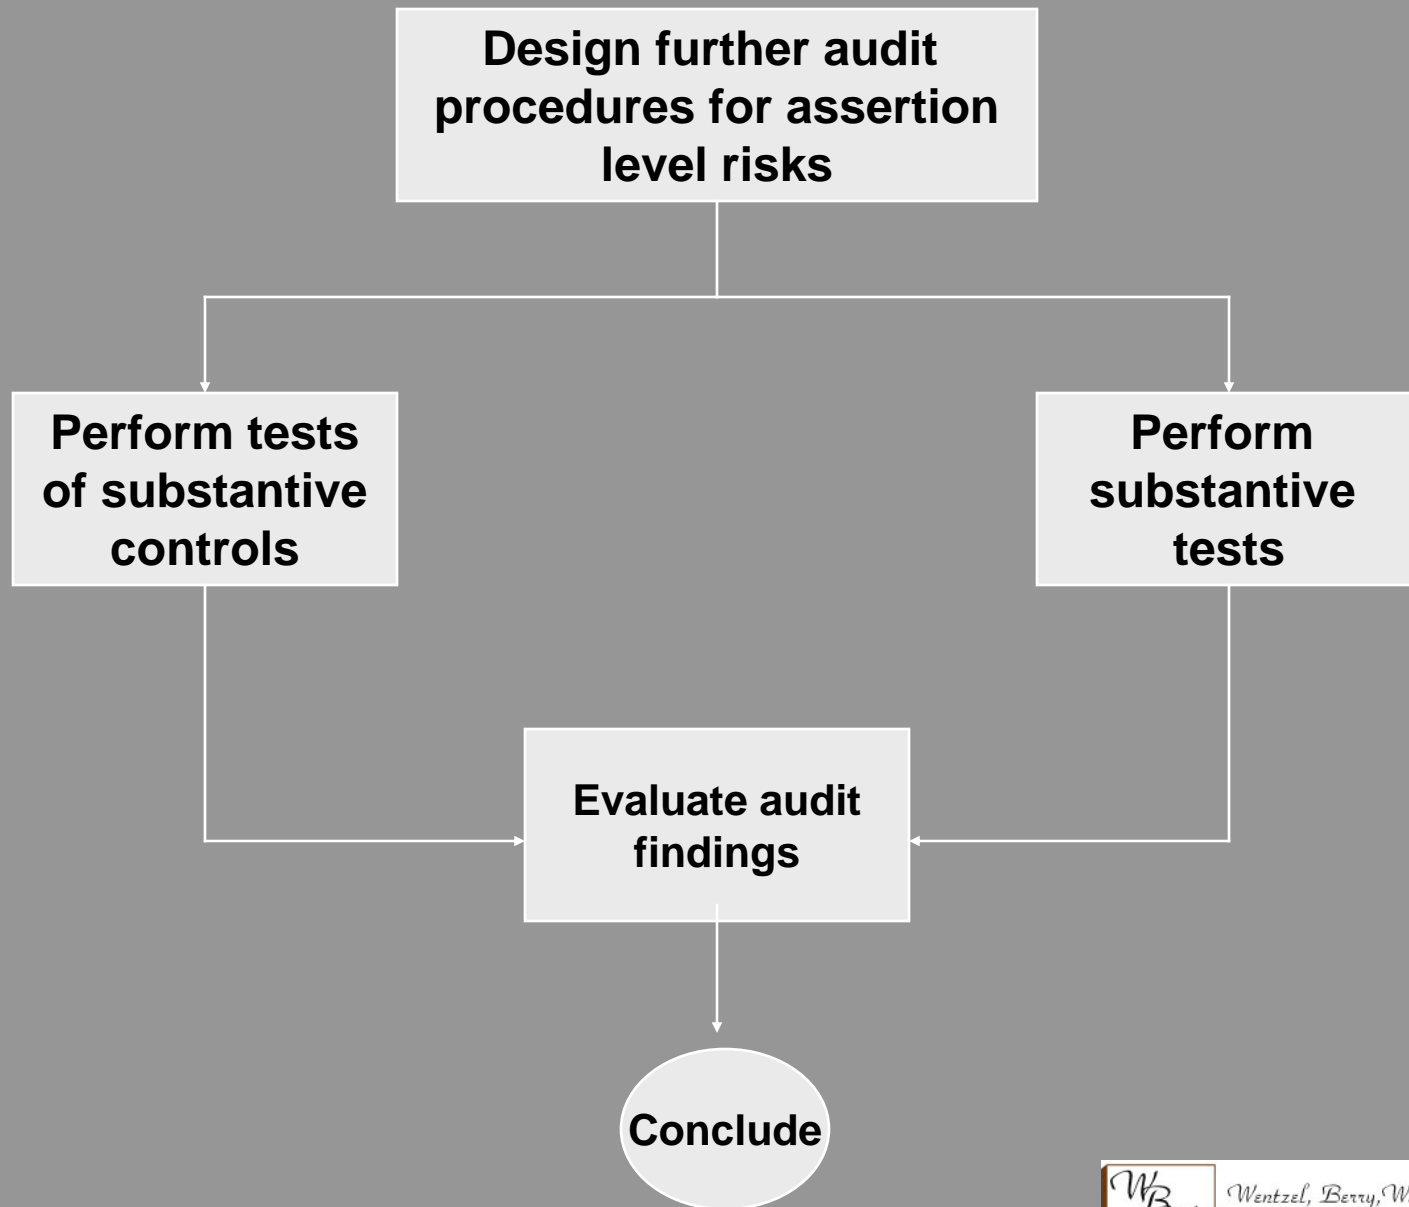 Design further audit
procedures for assertion
level risks
Perform tests
of substantive
controls
Perform
substantive
tests
Evaluate audit
findings
Conclude
WB
Wentzel, Berry,